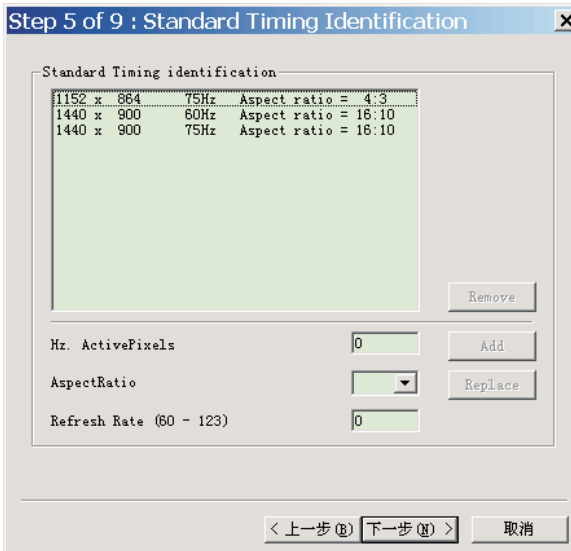 Step 5 of 9 : Standard Timing Identification
Standard Timing identification
1152 x 864 75Hz Aspect ratio = 4:3
1440 x 900 60Hz Aspect ratio = 16:10
1440 x 900 75Hz Aspect ratio = 16:10
Remove
Hz. ActivePixels 0 Add
AspectRatio Replace
Refresh Rate (60 - 123) 0
< 上一步(B) 下一步(N) > 取消